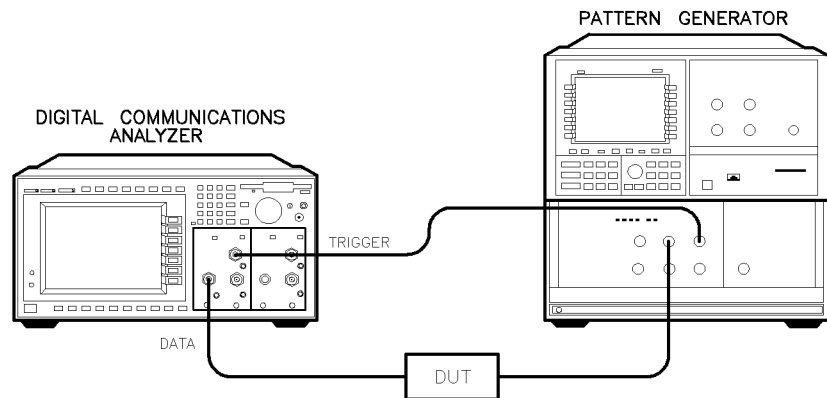 PATTERN GENERATOR
DIGITAL COMMUNICATIONS
ANALYZER
TRIGGER
DATA
DUT